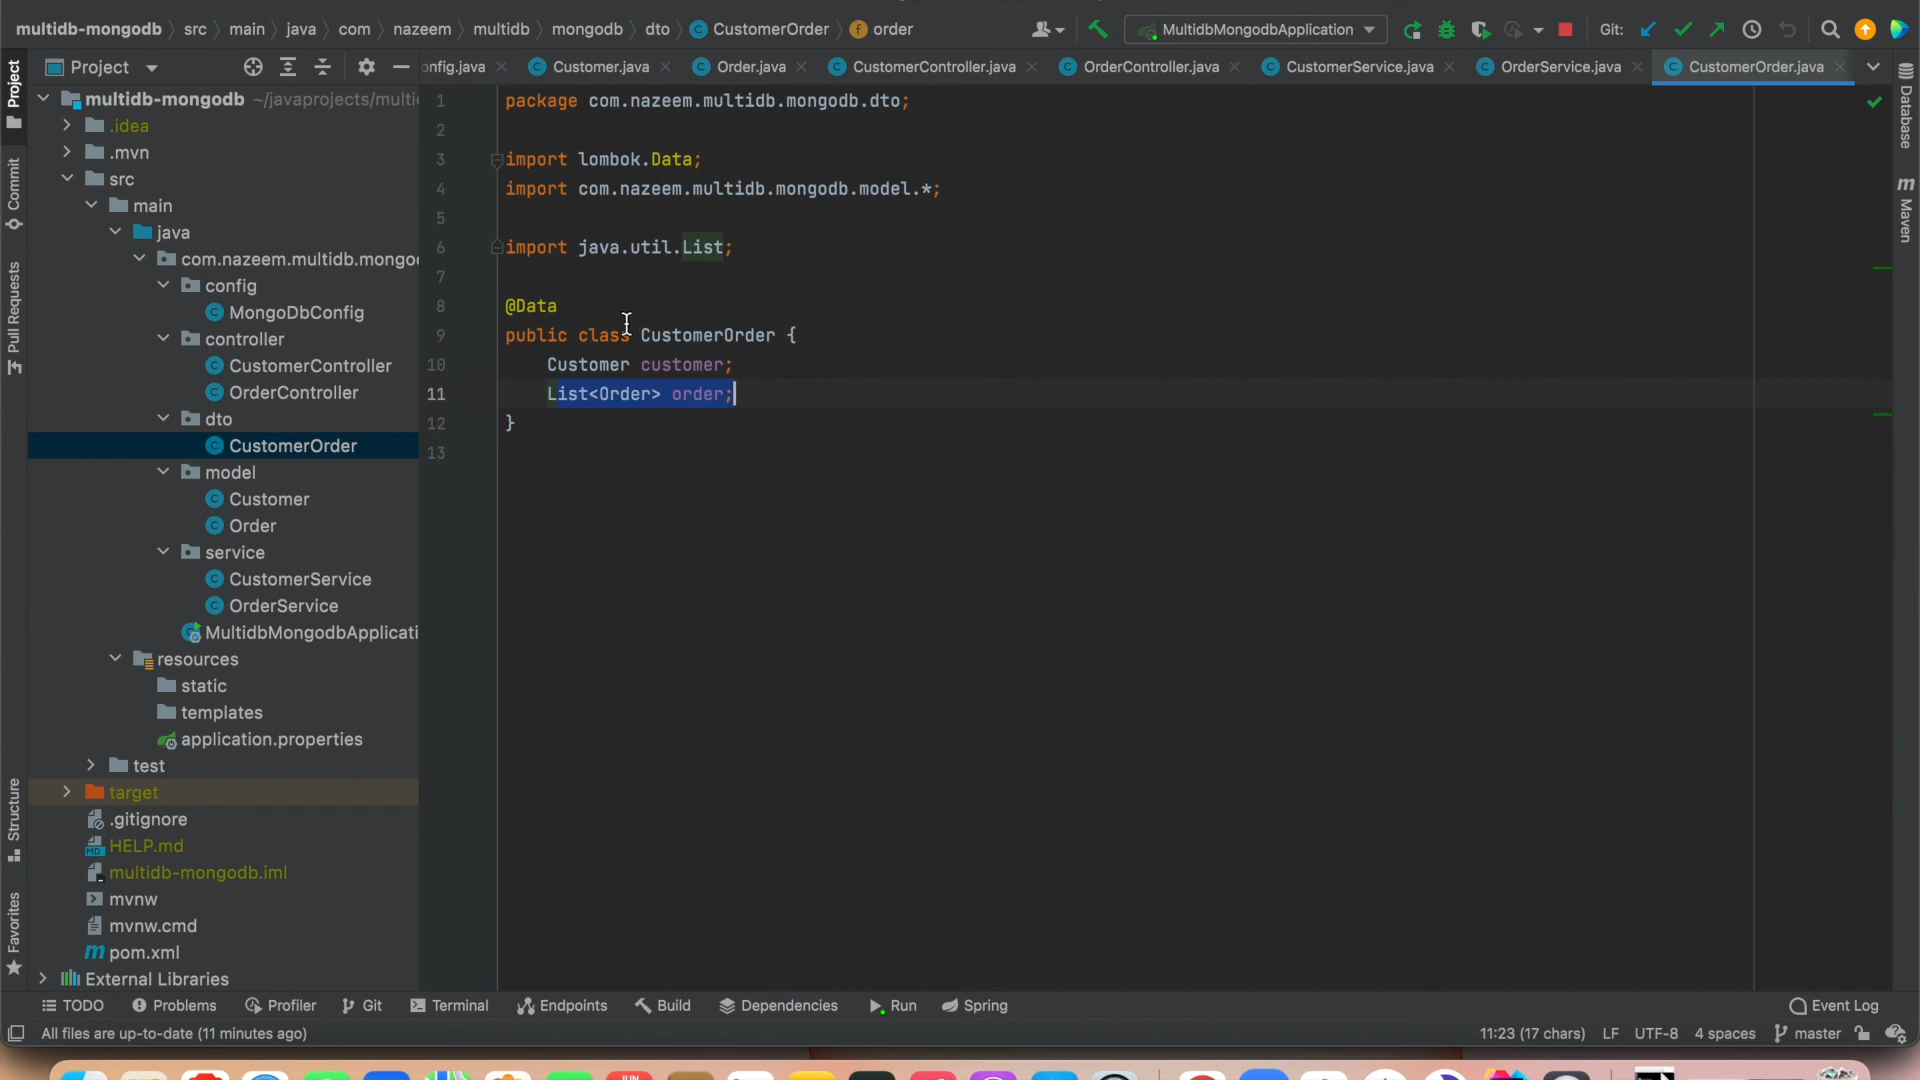 multidb-mongodb src main java com nazeem multidb mongodb dto CustomerOrder order MultidbMongodbApplication Git:
Project onfig.java Customer.java Order.java CustomerController.java OrderController.java CustomerService.java OrderService.java CustomerOrder.java
Project
Commit
Pull Requests
Structure
Favorites
multidb-mongodb ~/javaprojects/multi
.idea
.mvn
src
main
java
com.nazeem.multidb.mongo
config
MongoDbConfig
controller
CustomerController
OrderController
dto
CustomerOrder
model
Customer
Order
service
CustomerService
OrderService
MultidbMongodbApplicati
resources
static
templates
application.properties
test
target
.gitignore
HELP.md
multidb-mongodb.iml
mvnw
mvnw.cmd
pom.xml
External Libraries
1 package com.nazeem.multidb.mongodb.dto;
2
3 import lombok.Data;
4 import com.nazeem.multidb.mongodb.model.*;
5
6 import java.util.List;
7
8 @Data
9 public class CustomerOrder {
10 Customer customer;
11 List<Order> order;
12 }
13
Database
Maven
TODO Problems Profiler Git Terminal Endpoints Build Dependencies Run Spring Event Log
All files are up-to-date (11 minutes ago) 11:23 (17 chars) LF UTF-8 4 spaces master
JUN